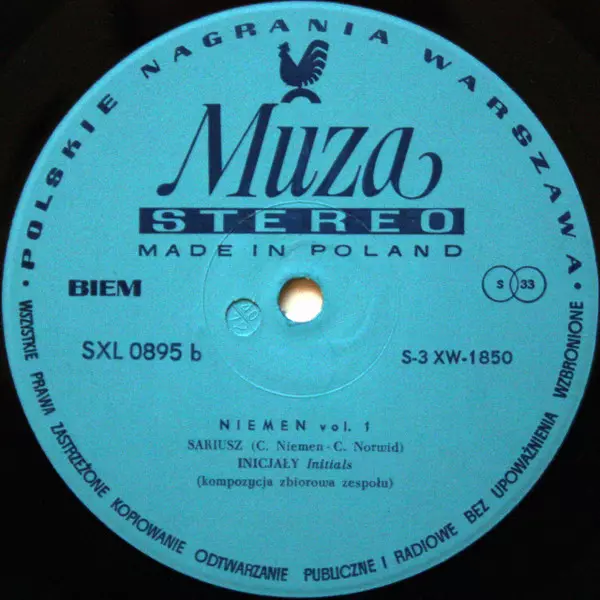 · POLSKIE NAGRANIA WARSZAWA ·
Muza
STEREO
MADE IN POLAND
BIEM
S 33
SXL 0895 b
S-3 XW-1850
NIEMEN vol. 1
SARIUSZ (C. Niemen - C. Norwid)
INICJAŁY Initials
(kompozycja zbiorowa zespołu)
WSZYSTKIE PRAWA ZASTRZEŻONE KOPIOWANIE ODTWARZANIE PUBLICZNE I RADIOWE BEZ UPOWAŻNIENIA WZBRONIONE